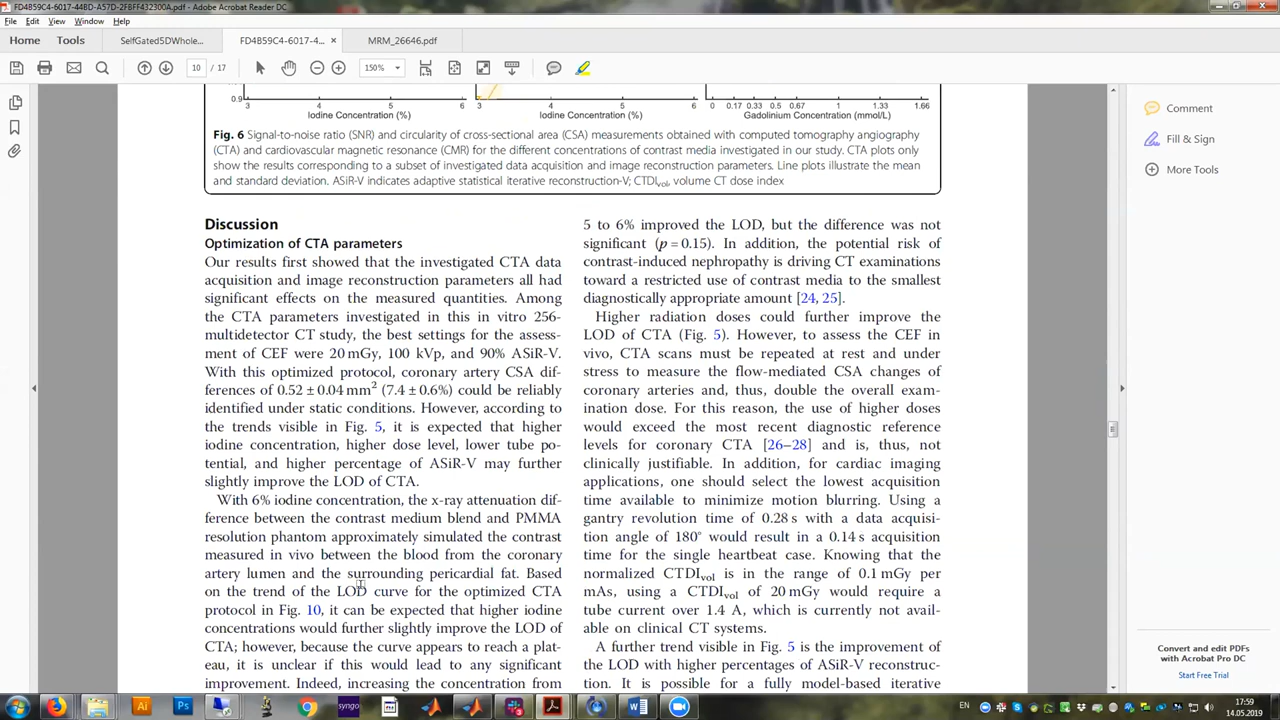 FD4B59C4-6017-44BD-A57D-2FBFF432300A.pdf - Adobe Acrobat Reader DC
File Edit View Window Help
Home Tools SelfGated5DWhole... FD4B59C4-6017-4... × MRM_26646.pdf
10 / 17 150%
0.9
3 4 5 6
Iodine Concentration (%)
3 4 5 6
Iodine Concentration (%)
0 0.17 0.33 0.5 0.67 1 1.33 1.66
Gadolinium Concentration (mmol/L)
Fig. 6 Signal-to-noise ratio (SNR) and circularity of cross-sectional area (CSA) measurements obtained with computed tomography angiography
(CTA) and cardiovascular magnetic resonance (CMR) for the different concentrations of contrast media investigated in our study. CTA plots only
show the results corresponding to a subset of investigated data acquisition and image reconstruction parameters. Line plots illustrate the mean
and standard deviation. ASiR-V indicates adaptive statistical iterative reconstruction-V; CTDIvol, volume CT dose index
Discussion
Optimization of CTA parameters
Our results first showed that the investigated CTA data
acquisition and image reconstruction parameters all had
significant effects on the measured quantities. Among
the CTA parameters investigated in this in vitro 256-
multidetector CT study, the best settings for the assess-
ment of CEF were 20 mGy, 100 kVp, and 90% ASiR-V.
With this optimized protocol, coronary artery CSA dif-
ferences of 0.52 ± 0.04 mm² (7.4 ± 0.6%) could be reliably
identified under static conditions. However, according to
the trends visible in Fig. 5, it is expected that higher
iodine concentration, higher dose level, lower tube po-
tential, and higher percentage of ASiR-V may further
slightly improve the LOD of CTA.
With 6% iodine concentration, the x-ray attenuation dif-
ference between the contrast medium blend and PMMA
resolution phantom approximately simulated the contrast
measured in vivo between the blood from the coronary
artery lumen and the surrounding pericardial fat. Based
on the trend of the LOD curve for the optimized CTA
protocol in Fig. 10, it can be expected that higher iodine
concentrations would further slightly improve the LOD of
CTA; however, because the curve appears to reach a plat-
eau, it is unclear if this would lead to any significant
improvement. Indeed, increasing the concentration from
5 to 6% improved the LOD, but the difference was not
significant (p = 0.15). In addition, the potential risk of
contrast-induced nephropathy is driving CT examinations
toward a restricted use of contrast media to the smallest
diagnostically appropriate amount [24, 25].
Higher radiation doses could further improve the
LOD of CTA (Fig. 5). However, to assess the CEF in
vivo, CTA scans must be repeated at rest and under
stress to measure the flow-mediated CSA changes of
coronary arteries and, thus, double the overall exam-
ination dose. For this reason, the use of higher doses
would exceed the most recent diagnostic reference
levels for coronary CTA [26–28] and is, thus, not
clinically justifiable. In addition, for cardiac imaging
applications, one should select the lowest acquisition
time available to minimize motion blurring. Using a
gantry revolution time of 0.28 s with a data acquisi-
tion angle of 180° would result in a 0.14 s acquisition
time for the single heartbeat case. Knowing that the
normalized CTDIvol is in the range of 0.1 mGy per
mAs, using a CTDIvol of 20 mGy would require a
tube current over 1.4 A, which is currently not avail-
able on clinical CT systems.
A further trend visible in Fig. 5 is the improvement of
the LOD with higher percentages of ASiR-V reconstruc-
tion. It is possible for a fully model-based iterative
Comment
Fill & Sign
More Tools
Convert and edit PDFs
with Acrobat Pro DC
Start Free Trial
Ai Ps syngo W
EN 17:59
14.05.2019